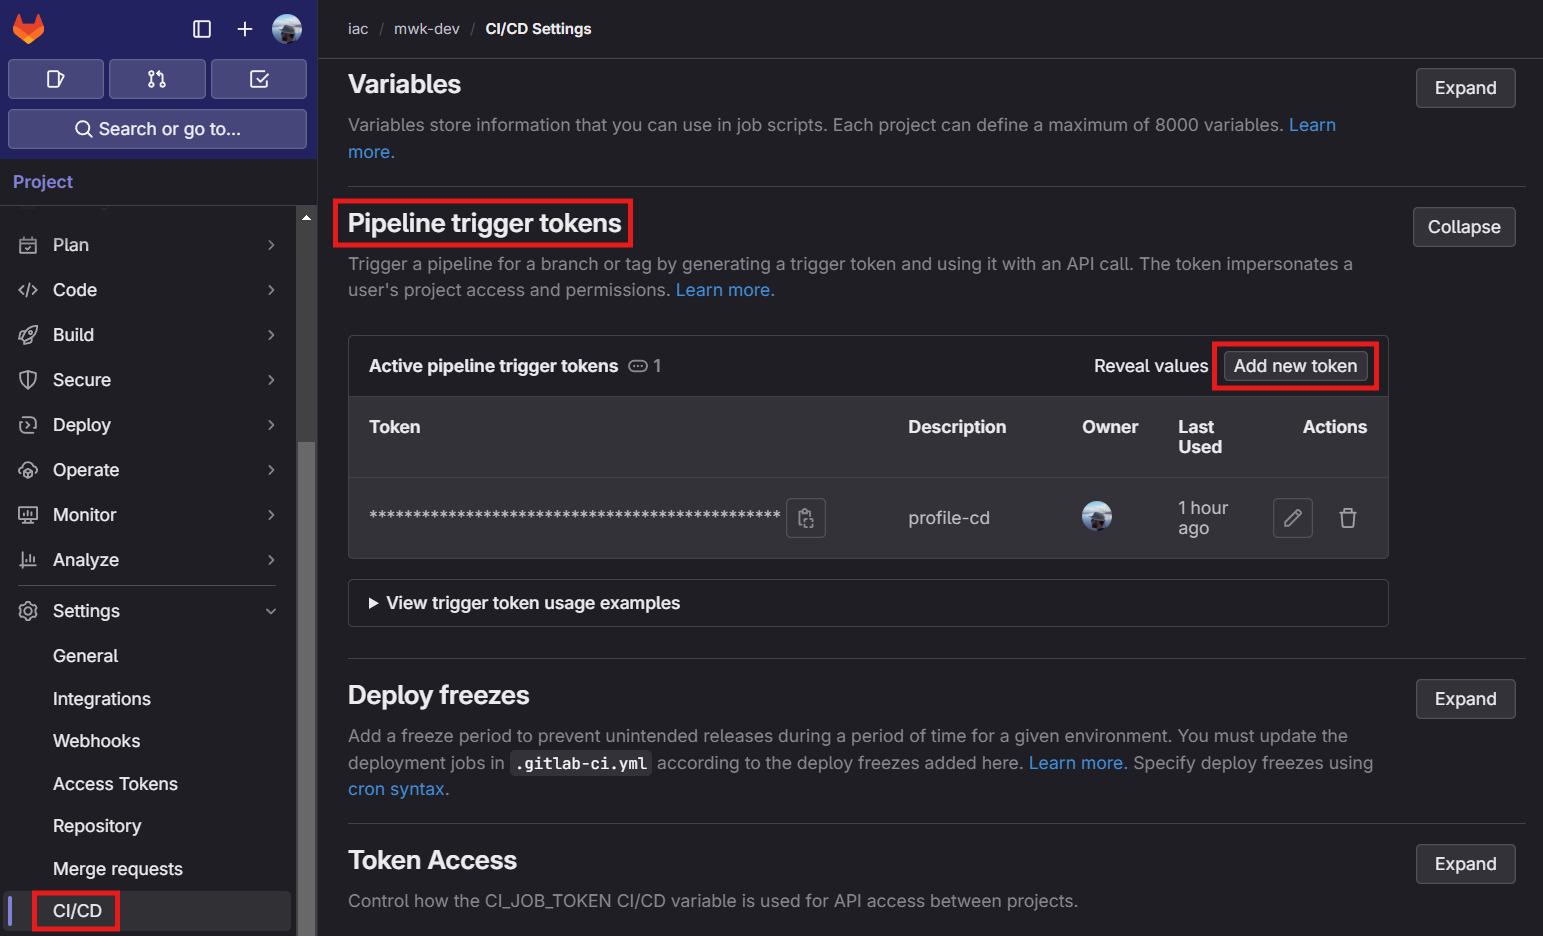 Search or go to...
Project
Plan
Code
Build
Secure
Deploy
Operate
Monitor
Analyze
Settings
General
Integrations
Webhooks
Access Tokens
Repository
Merge requests
CI/CD
iac / mwk-dev / CI/CD Settings
Variables
Expand
Variables store information that you can use in job scripts. Each project can define a maximum of 8000 variables. Learn
more.
Pipeline trigger tokens
Collapse
Trigger a pipeline for a branch or tag by generating a trigger token and using it with an API call. The token impersonates a
user's project access and permissions. Learn more.
Active pipeline trigger tokens 1
Reveal values
Add new token
Token Description Owner Last Used Actions
*********************************************** profile-cd 1 hour ago
View trigger token usage examples
Deploy freezes
Expand
Add a freeze period to prevent unintended releases during a period of time for a given environment. You must update the
deployment jobs in .gitlab-ci.yml according to the deploy freezes added here. Learn more. Specify deploy freezes using
cron syntax.
Token Access
Expand
Control how the CI_JOB_TOKEN CI/CD variable is used for API access between projects.